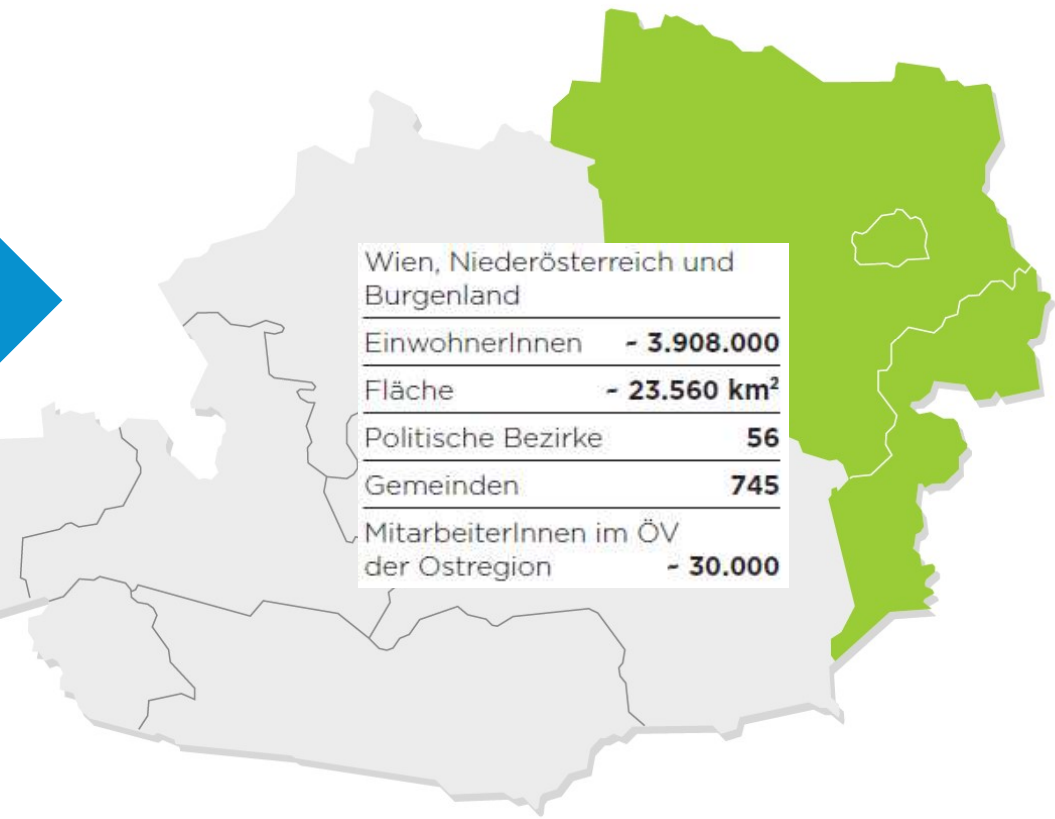 Wien, Niederösterreich und
Burgenland
EinwohnerInnen ~ 3.908.000
Fläche ~ 23.560 km²
Politische Bezirke 56
Gemeinden 745
MitarbeiterInnen im ÖV
der Ostregion ~ 30.000